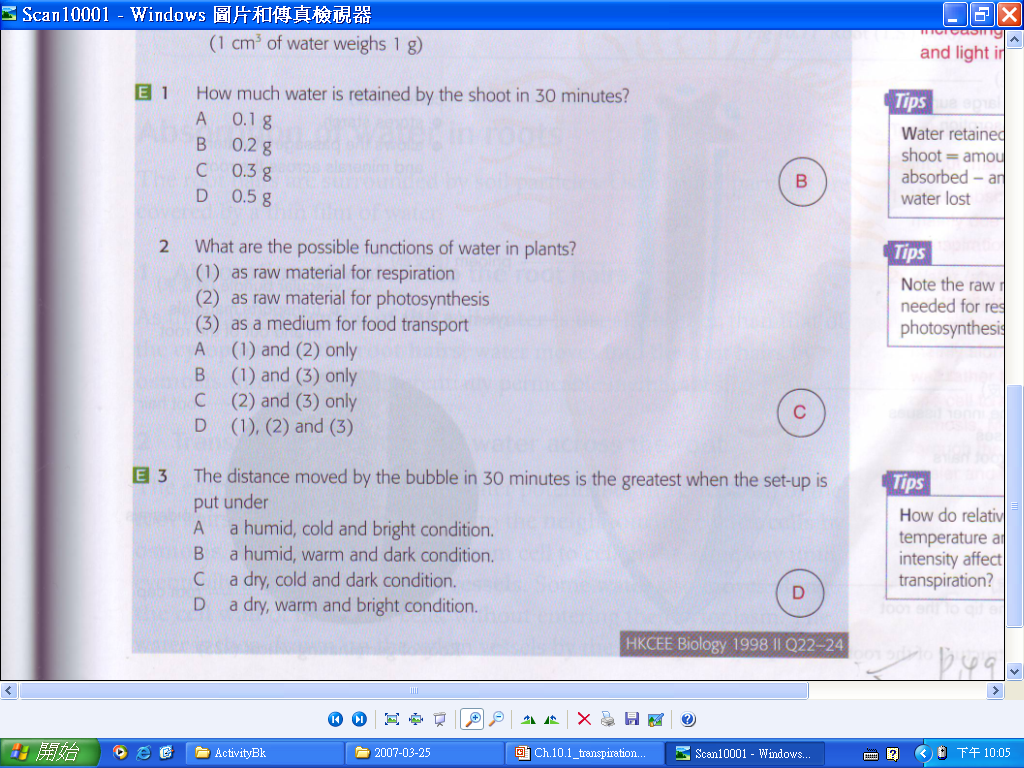 Scan10001 - Windows 圖片和傳真檢視器
(1 cm³ of water weighs 1 g)
and light ir
E 1 How much water is retained by the shoot in 30 minutes?
A 0.1 g
B 0.2 g
C 0.3 g
D 0.5 g
B
Tips
Water retained
shoot = amou
absorbed – an
water lost
2 What are the possible functions of water in plants?
(1) as raw material for respiration
(2) as raw material for photosynthesis
(3) as a medium for food transport
A (1) and (2) only
B (1) and (3) only
C (2) and (3) only
D (1), (2) and (3)
C
Tips
Note the raw r
needed for res
photosynthesis
E 3 The distance moved by the bubble in 30 minutes is the greatest when the set-up is
put under
A a humid, cold and bright condition.
B a humid, warm and dark condition.
C a dry, cold and dark condition.
D a dry, warm and bright condition.
D
Tips
How do relativ
temperature ar
intensity affect
transpiration?
HKCEE Biology 1998 II Q22–24
開始
ActivityBk
2007-03-25
Ch.10.1_transpiration...
Scan10001 - Windows...
下午 10:05